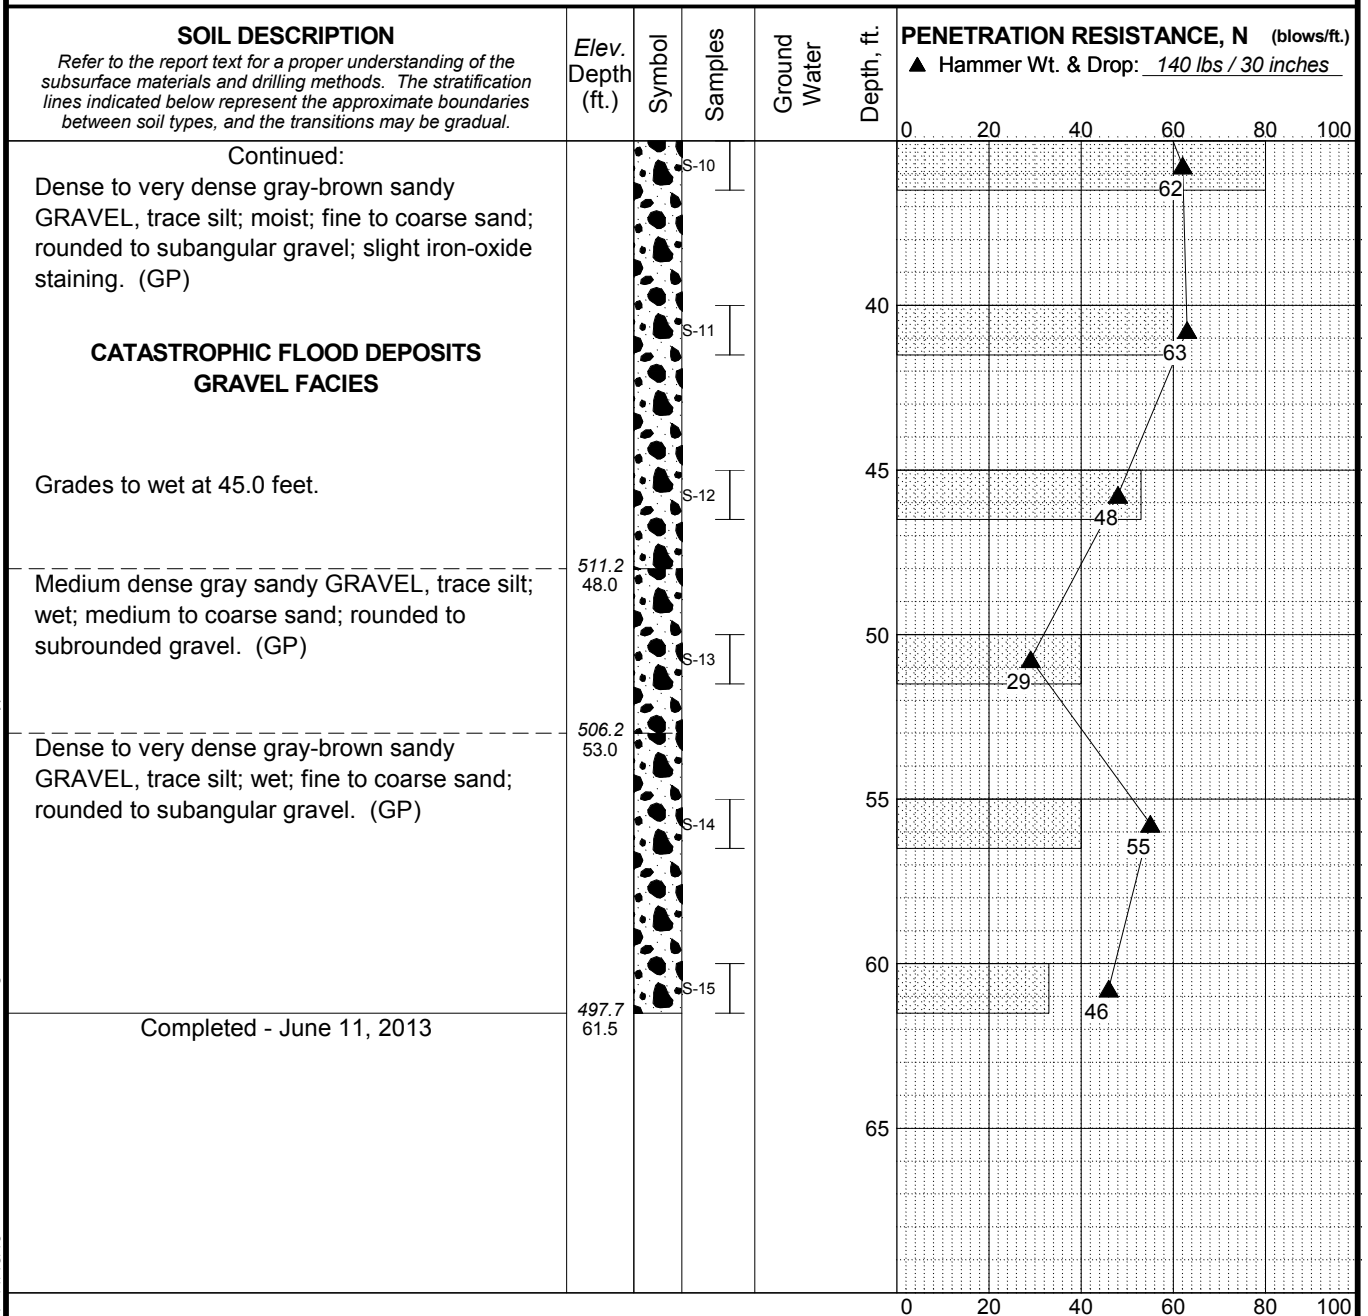 SOIL DESCRIPTION
Refer to the report text for a proper understanding of the
subsurface materials and drilling methods. The stratification
lines indicated below represent the approximate boundaries
between soil types, and the transitions may be gradual.
Elev.
Depth
(ft.)
Symbol
Samples
Ground
Water
Depth, ft.
PENETRATION RESISTANCE, N (blows/ft.)
▲ Hammer Wt. & Drop: 140 lbs / 30 inches
0 20 40 60 80 100
Continued:
Dense to very dense gray-brown sandy
GRAVEL, trace silt; moist; fine to coarse sand;
rounded to subangular gravel; slight iron-oxide
staining. (GP)
CATASTROPHIC FLOOD DEPOSITS
GRAVEL FACIES
Grades to wet at 45.0 feet.
Medium dense gray sandy GRAVEL, trace silt;
wet; medium to coarse sand; rounded to
subrounded gravel. (GP)
Dense to very dense gray-brown sandy
GRAVEL, trace silt; wet; fine to coarse sand;
rounded to subangular gravel. (GP)
Completed - June 11, 2013
511.2
48.0
506.2
53.0
497.7
61.5
S-10
S-11
S-12
S-13
S-14
S-15
40
45
50
55
60
65
62
63
48
29
55
46
0 20 40 60 80 100